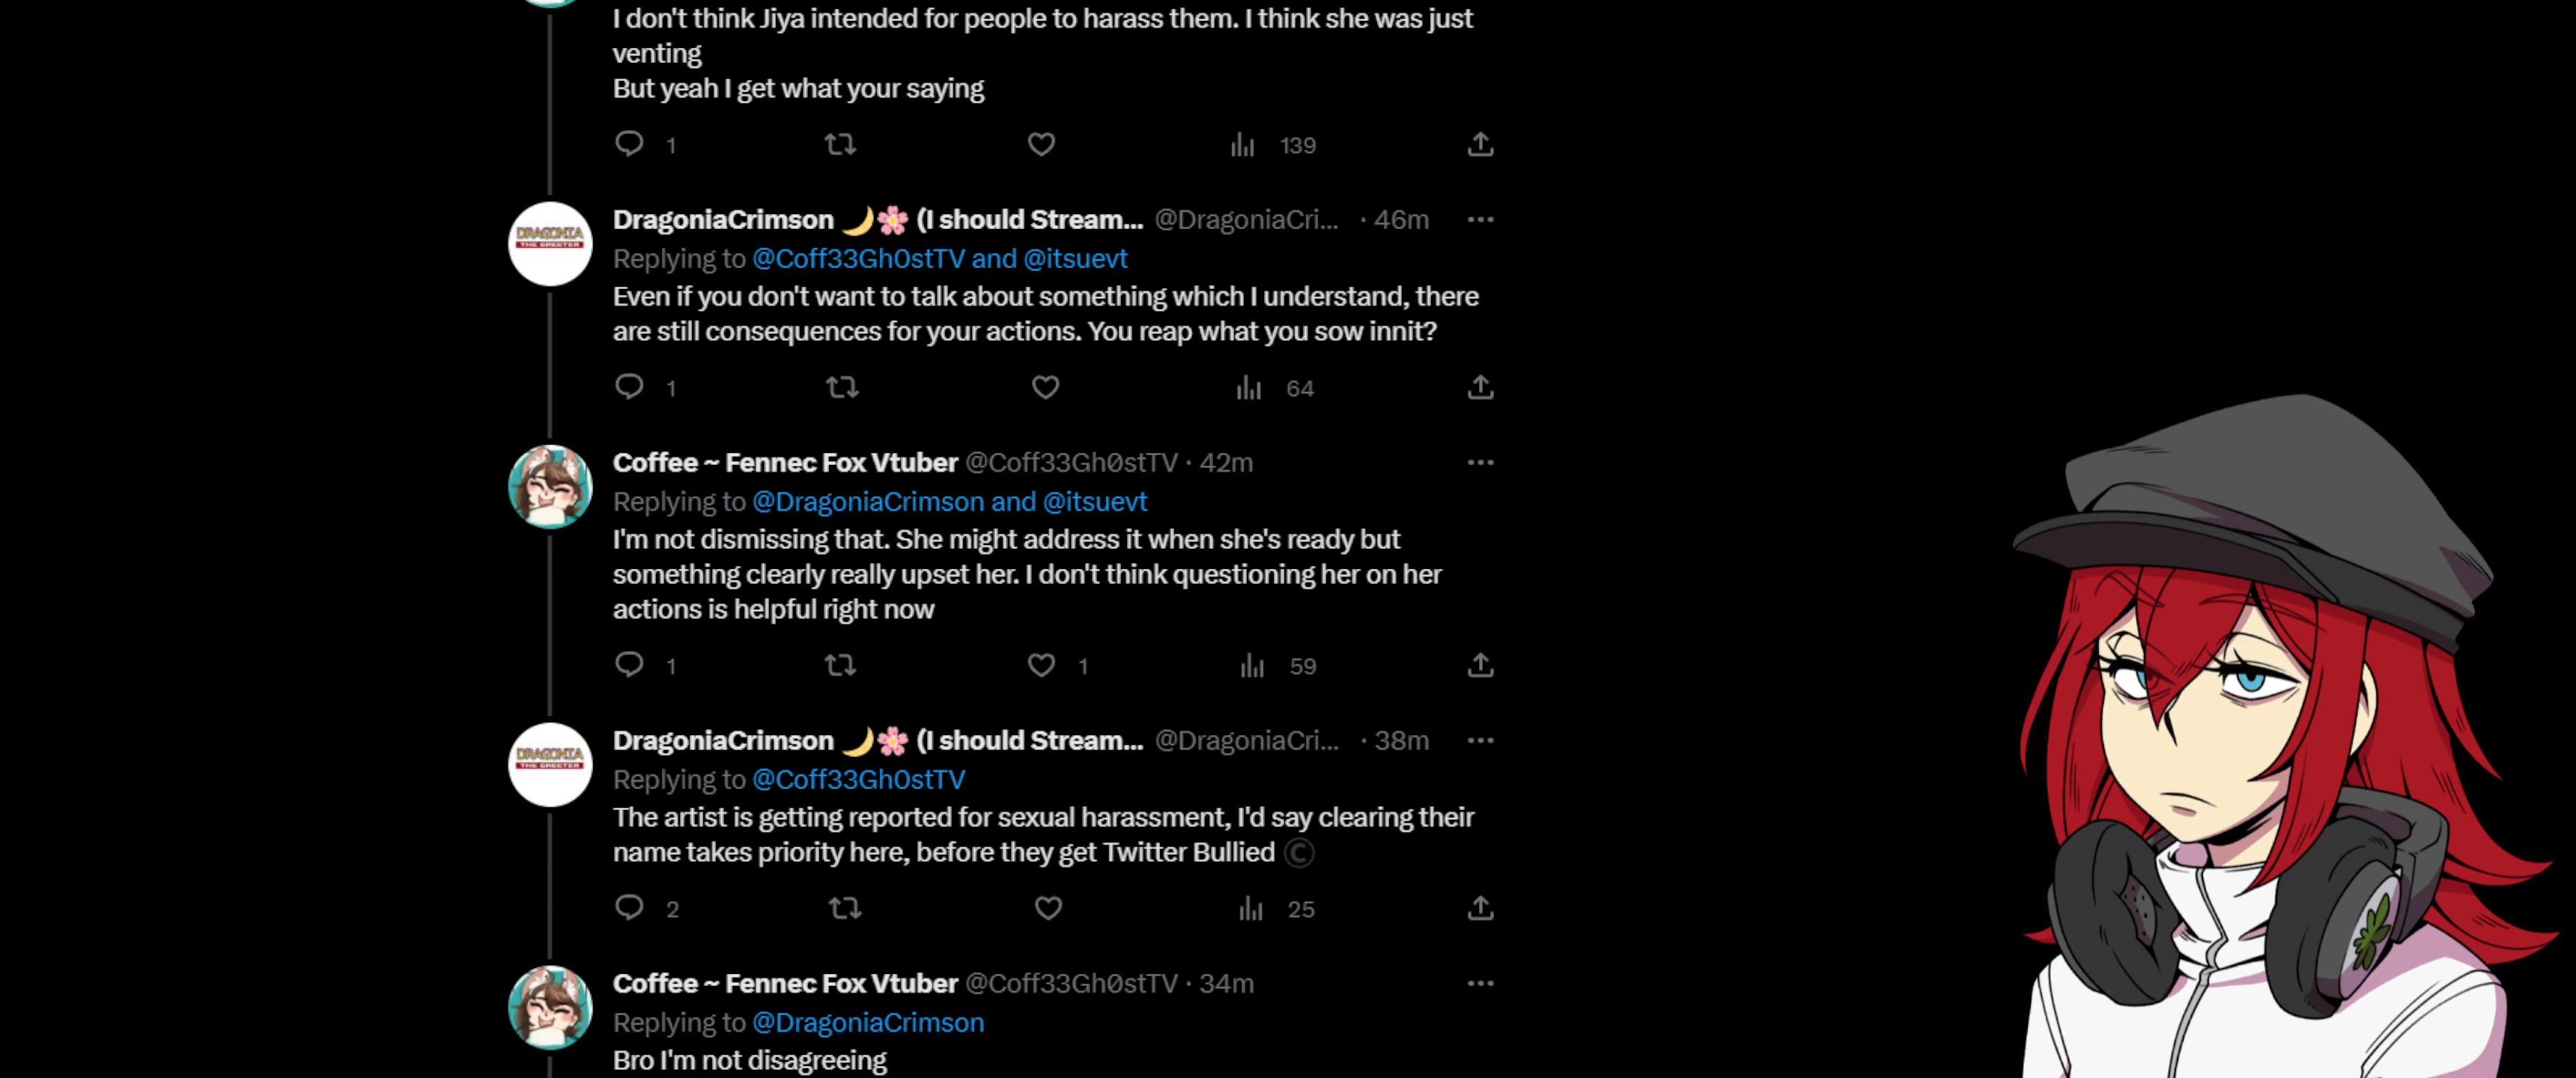 I don't think Jiya intended for people to harass them. I think she was just
venting
But yeah I get what your saying
1 139
DRAGONIA
THE GREETER
DragoniaCrimson 🌙🌸 (I should Stream... @DragoniaCri... · 46m
Replying to @Coff33Gh0stTV and @itsuevt
Even if you don't want to talk about something which I understand, there
are still consequences for your actions. You reap what you sow innit?
1 64
Coffee ~ Fennec Fox Vtuber @Coff33Gh0stTV · 42m
Replying to @DragoniaCrimson and @itsuevt
I'm not dismissing that. She might address it when she's ready but
something clearly really upset her. I don't think questioning her on her
actions is helpful right now
1 1 59
DRAGONIA
THE GREETER
DragoniaCrimson 🌙🌸 (I should Stream... @DragoniaCri... · 38m
Replying to @Coff33Gh0stTV
The artist is getting reported for sexual harassment, I'd say clearing their
name takes priority here, before they get Twitter Bullied ©
2 25
Coffee ~ Fennec Fox Vtuber @Coff33Gh0stTV · 34m
Replying to @DragoniaCrimson
Bro I'm not disagreeing